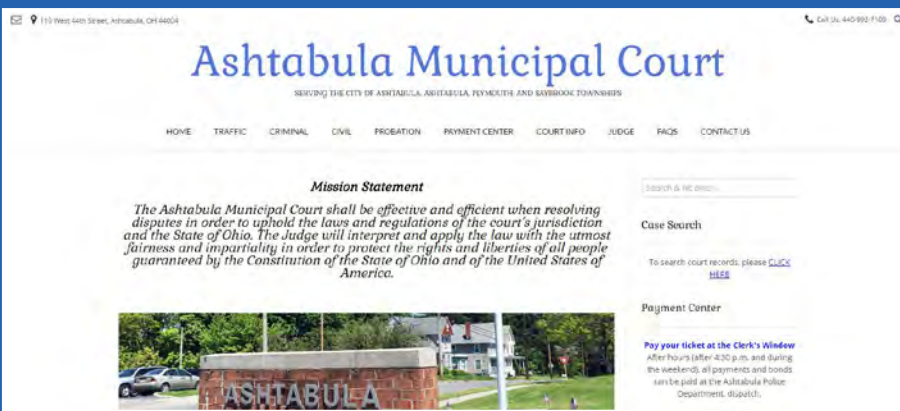 110 West 44th Street, Ashtabula, OH 44004
Call Us: 440-992-7109
Ashtabula Municipal Court
SERVING THE CITY OF ASHTABULA, ASHTABULA, PLYMOUTH, AND SAYBROOK TOWNSHIPS
HOME TRAFFIC CRIMINAL CIVIL PROBATION PAYMENT CENTER COURT INFO JUDGE FAQS CONTACT US
Mission Statement
The Ashtabula Municipal Court shall be effective and efficient when resolving
disputes in order to uphold the laws and regulations of the court's jurisdiction
and the State of Ohio. The Judge will interpret and apply the law with the utmost
fairness and impartiality in order to protect the rights and liberties of all people
guaranteed by the Constitution of the State of Ohio and of the United States of
America.
ASHTABULA
Search & hit enter...
Case Search
To search court records, please CLICK
HERE
Payment Center
Pay your ticket at the Clerk's Window
After hours (after 4:30 p.m. and during
the weekend), all payments and bonds
can be paid at the Ashtabula Police
Department, dispatch.